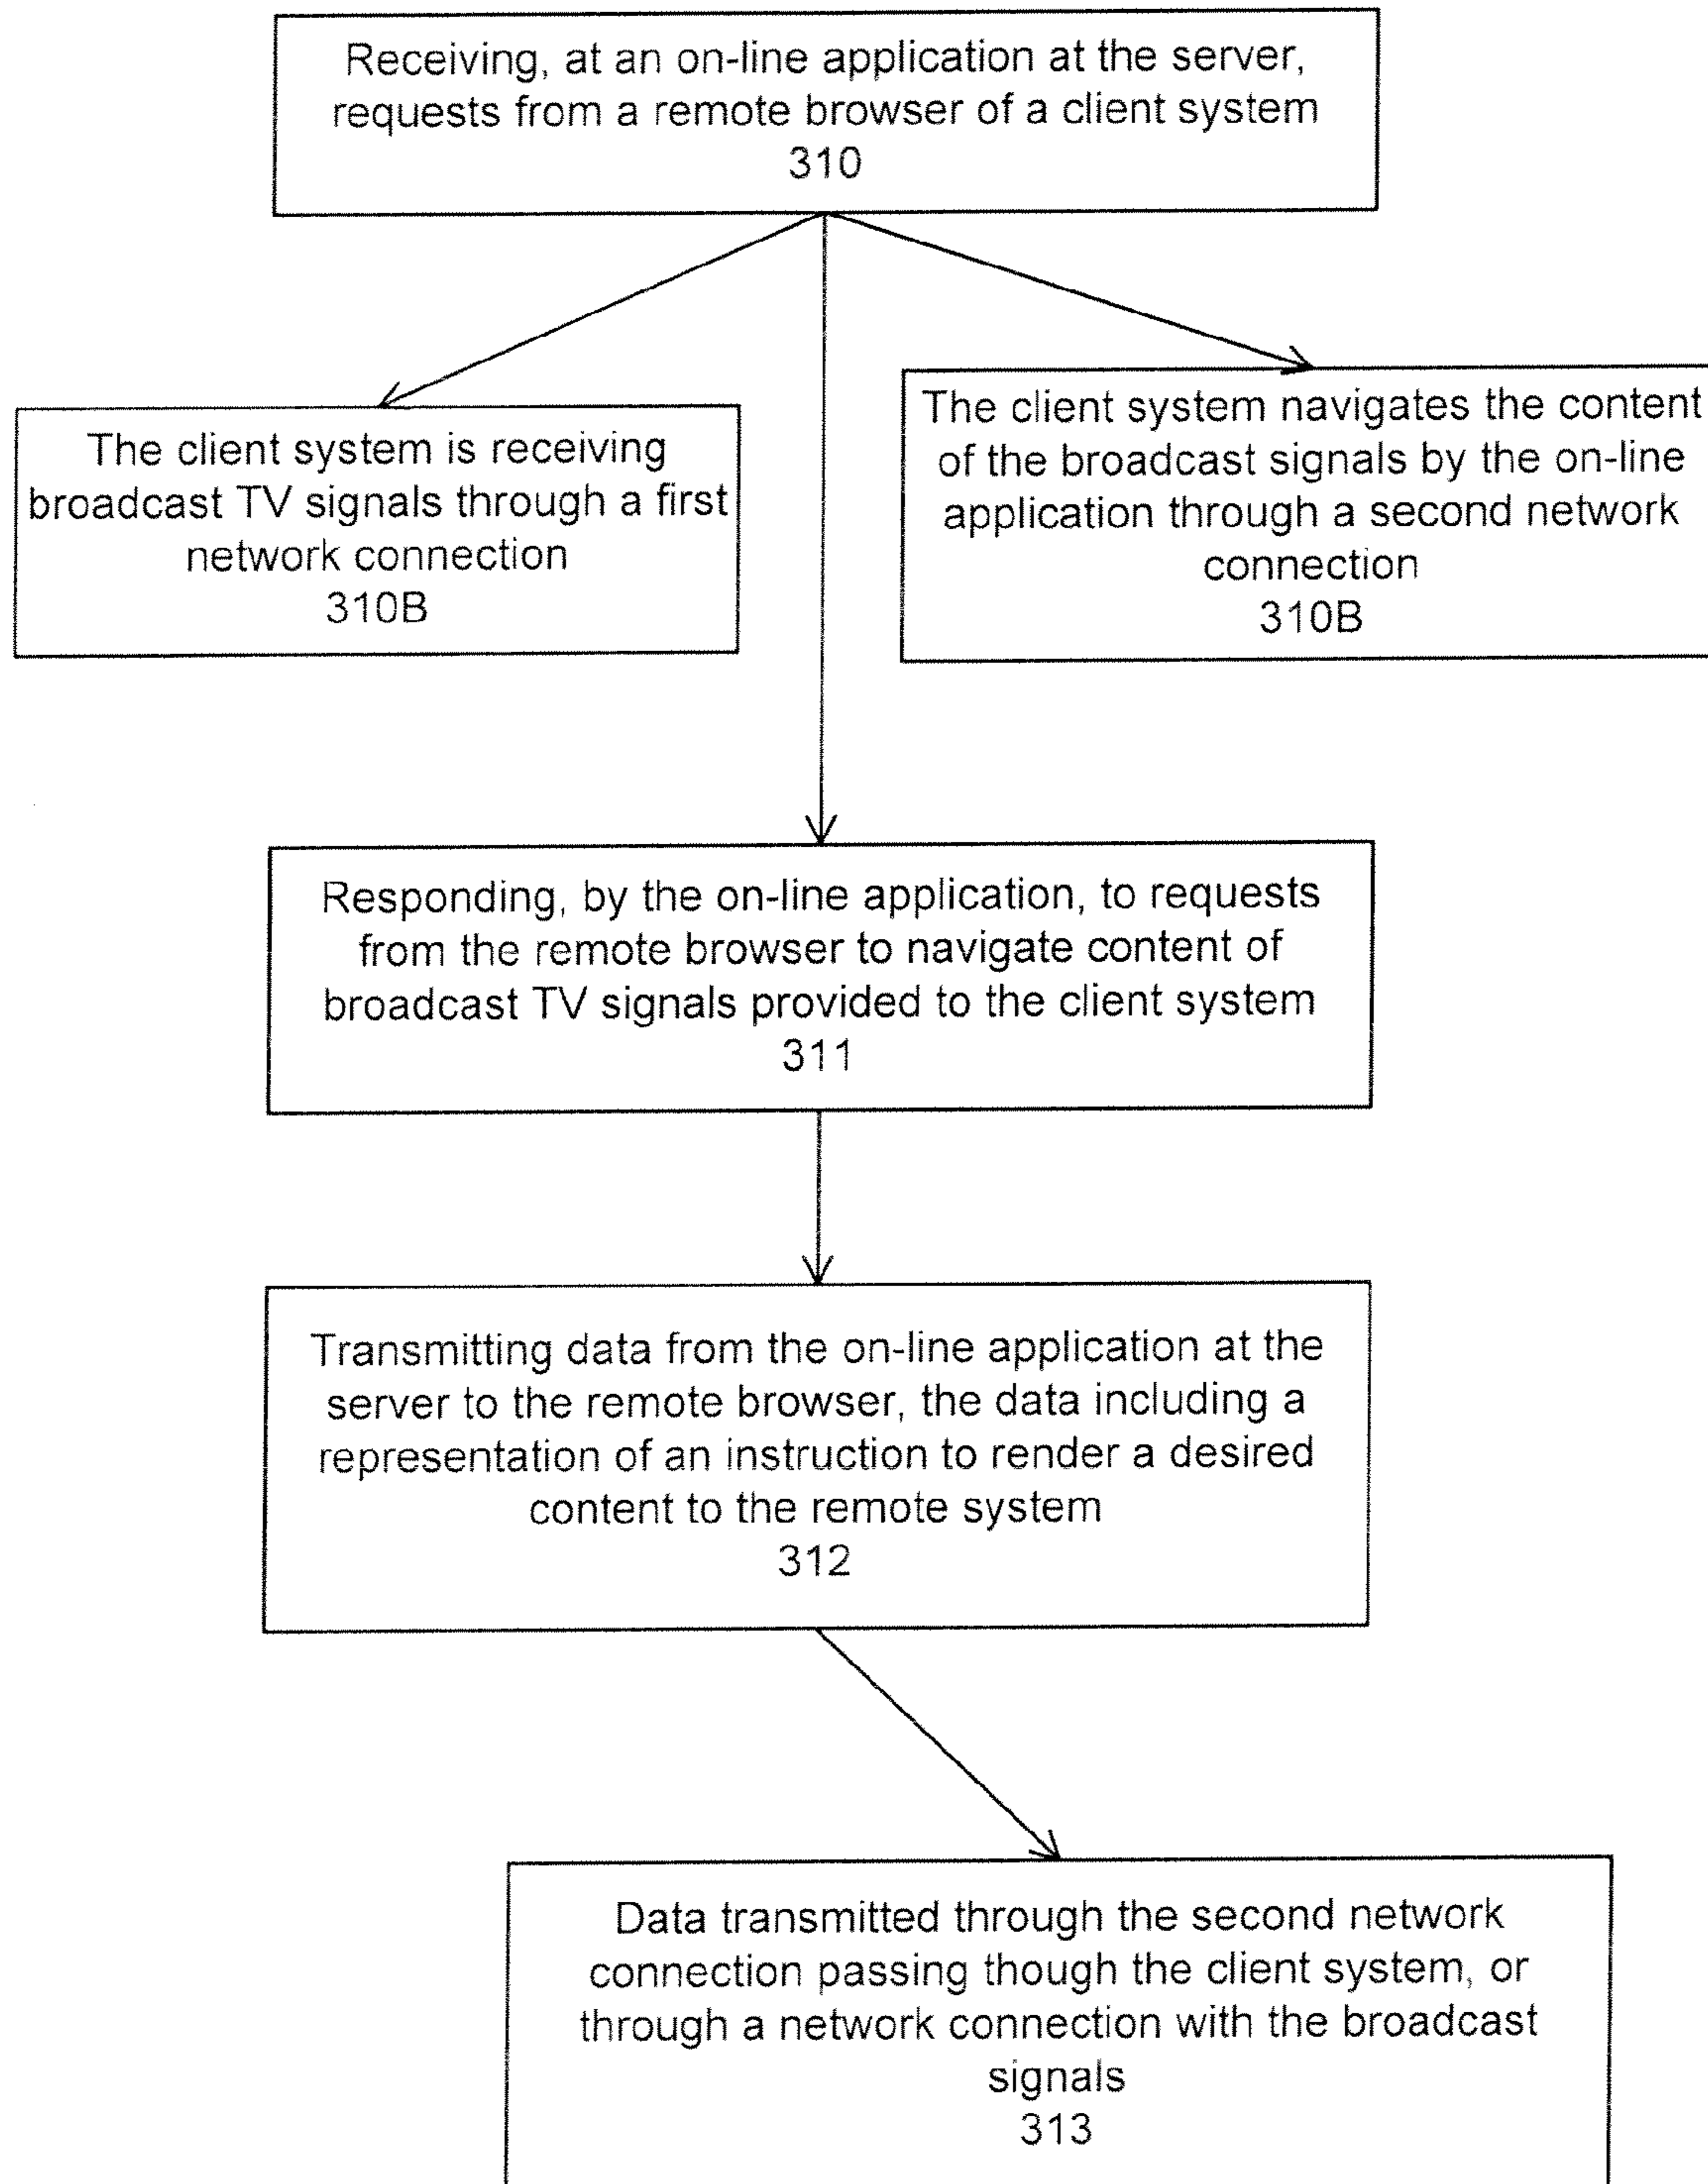 Receiving, at an on-line application at the server,
requests from a remote browser of a client system
310
The client system is receiving
broadcast TV signals through a first
network connection
310B
The client system navigates the content
of the broadcast signals by the on-line
application through a second network
connection
310B
Responding, by the on-line application, to requests
from the remote browser to navigate content of
broadcast TV signals provided to the client system
311
Transmitting data from the on-line application at the
server to the remote browser, the data including a
representation of an instruction to render a desired
content to the remote system
312
Data transmitted through the second network
connection passing though the client system, or
through a network connection with the broadcast
signals
313